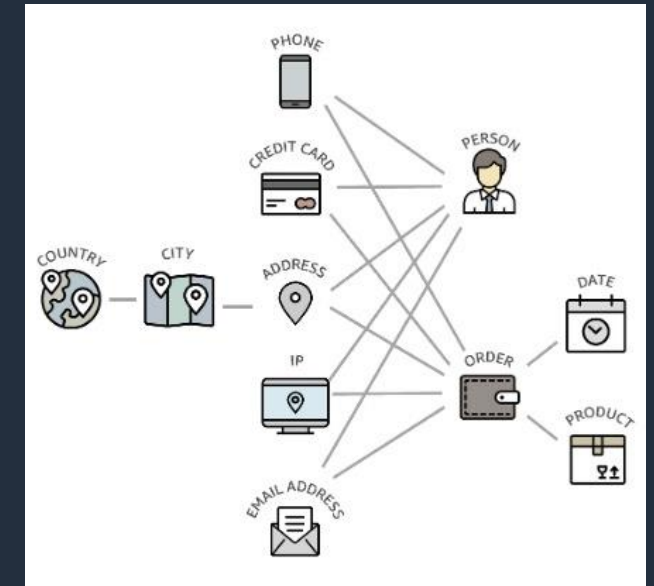 PHONE
CREDIT CARD
PERSON
COUNTRY
CITY
ADDRESS
DATE
IP
ORDER
PRODUCT
EMAIL ADDRESS